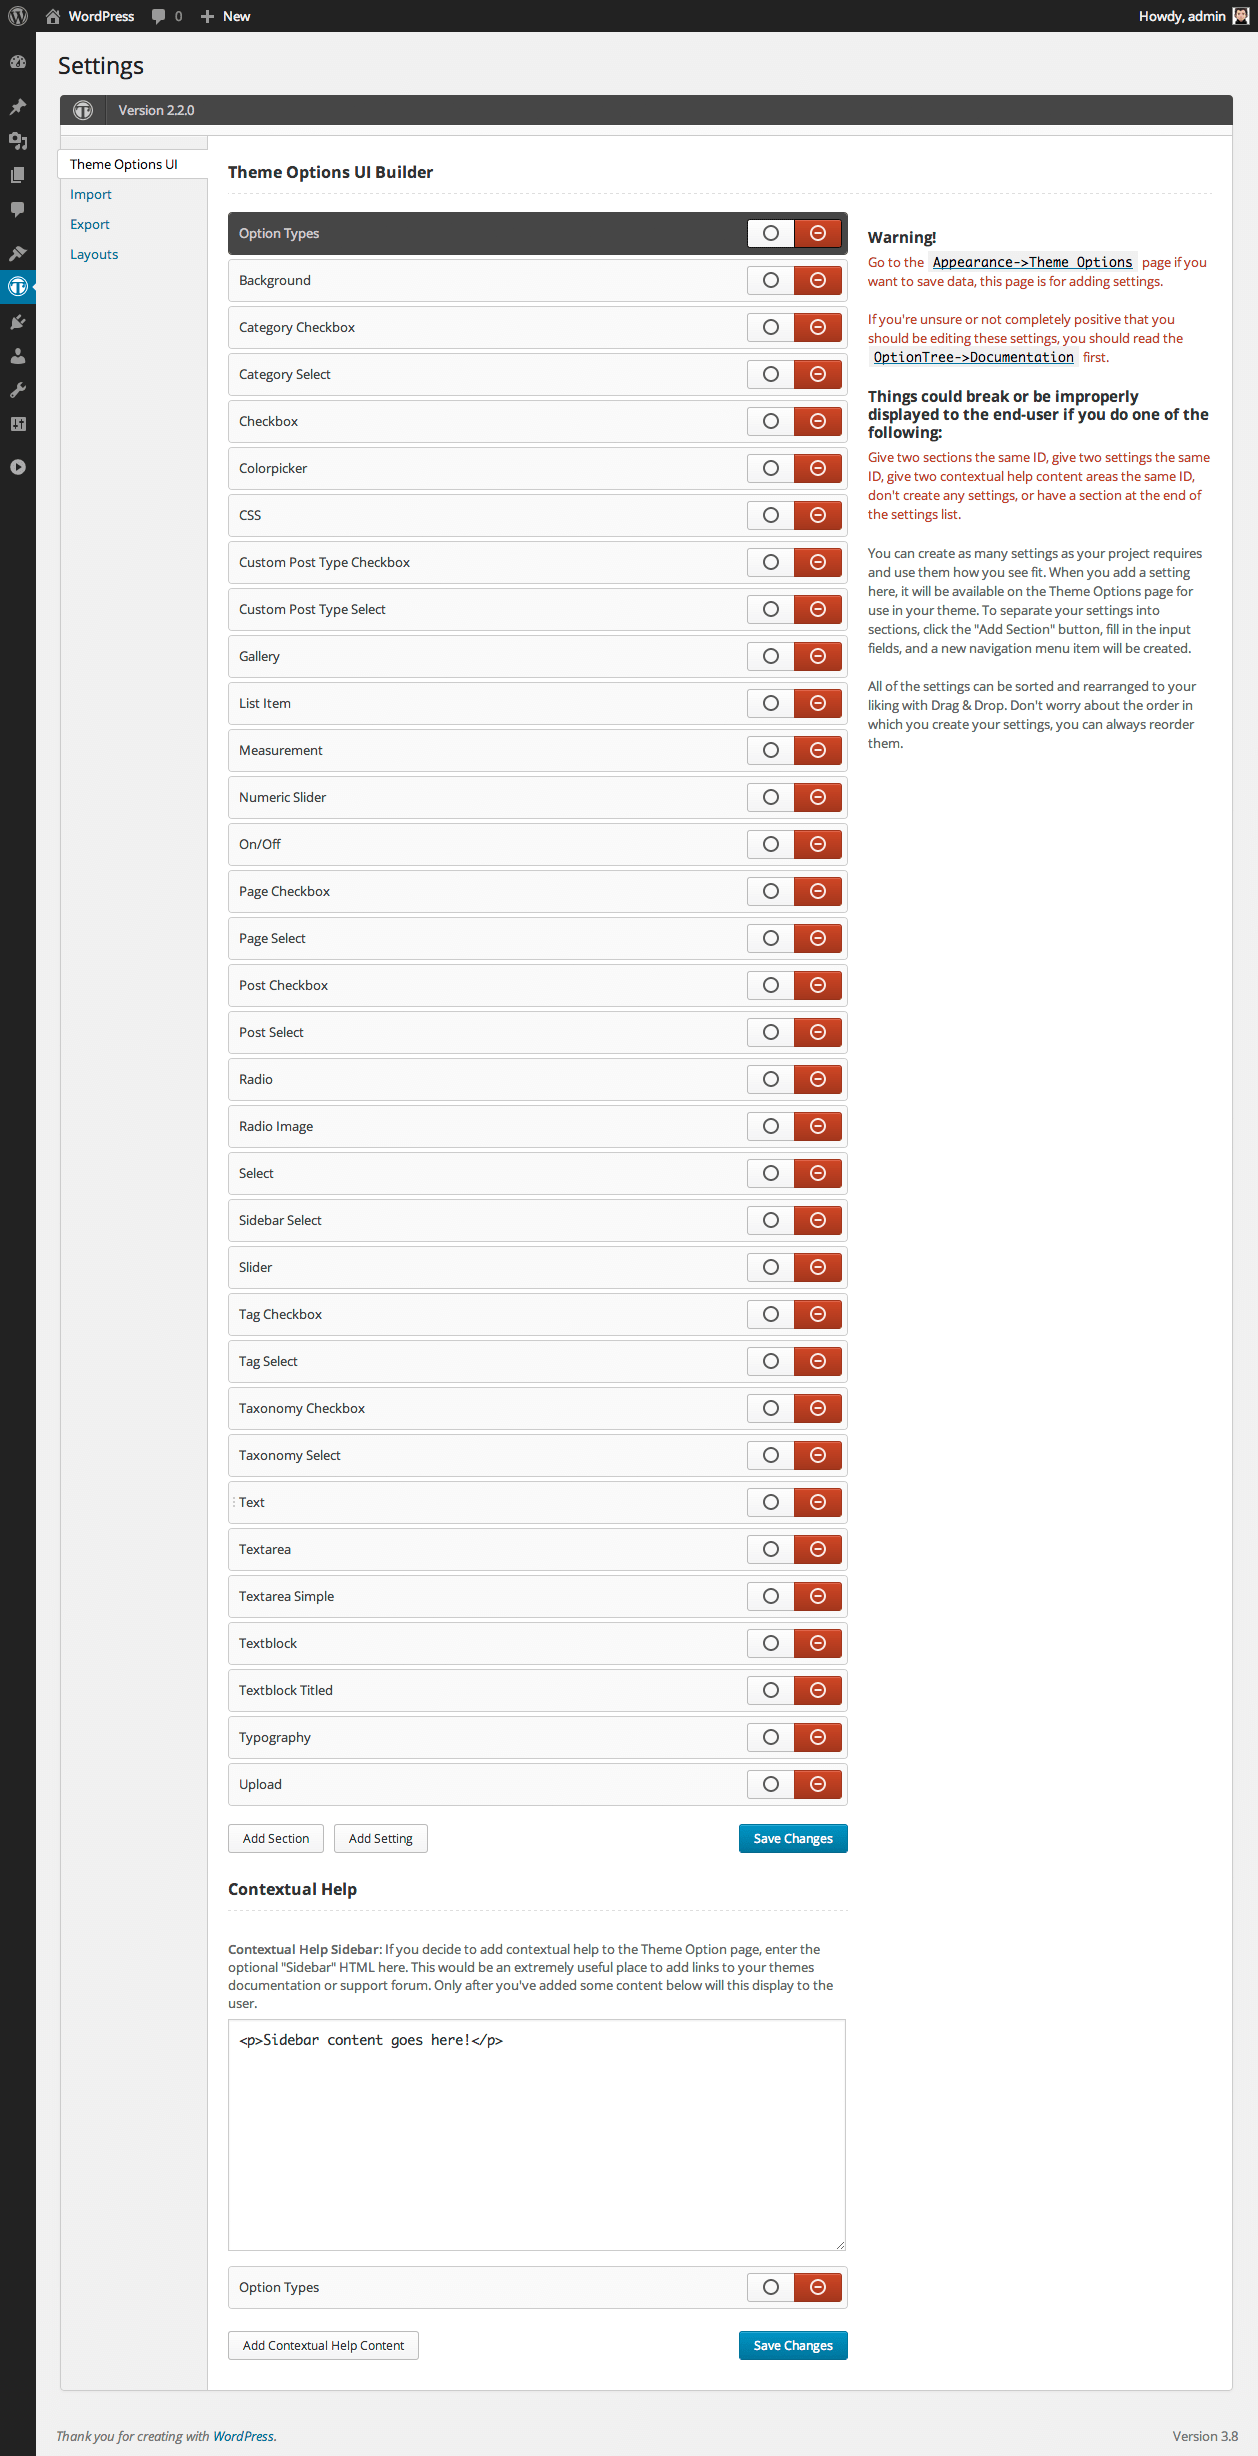 WordPress 0 New Howdy, admin
Settings
Version 2.2.0
Theme Options UI
Import
Export
Layouts
Theme Options UI Builder
Option Types
Background
Category Checkbox
Category Select
Checkbox
Colorpicker
CSS
Custom Post Type Checkbox
Custom Post Type Select
Gallery
List Item
Measurement
Numeric Slider
On/Off
Page Checkbox
Page Select
Post Checkbox
Post Select
Radio
Radio Image
Select
Sidebar Select
Slider
Tag Checkbox
Tag Select
Taxonomy Checkbox
Taxonomy Select
Text
Textarea
Textarea Simple
Textblock
Textblock Titled
Typography
Upload
Add Section Add Setting Save Changes
Warning!
Go to the Appearance->Theme Options page if you
want to save data, this page is for adding settings.
If you're unsure or not completely positive that you
should be editing these settings, you should read the
OptionTree->Documentation first.
Things could break or be improperly
displayed to the end-user if you do one of the
following:
Give two sections the same ID, give two settings the same
ID, give two contextual help content areas the same ID,
don't create any settings, or have a section at the end of
the settings list.
You can create as many settings as your project requires
and use them how you see fit. When you add a setting
here, it will be available on the Theme Options page for
use in your theme. To separate your settings into
sections, click the "Add Section" button, fill in the input
fields, and a new navigation menu item will be created.
All of the settings can be sorted and rearranged to your
liking with Drag & Drop. Don't worry about the order in
which you create your settings, you can always reorder
them.
Contextual Help
Contextual Help Sidebar: If you decide to add contextual help to the Theme Option page, enter the
optional "Sidebar" HTML here. This would be an extremely useful place to add links to your themes
documentation or support forum. Only after you've added some content below will this display to the
user.
<p>Sidebar content goes here!</p>
Option Types
Add Contextual Help Content Save Changes
Thank you for creating with WordPress. Version 3.8